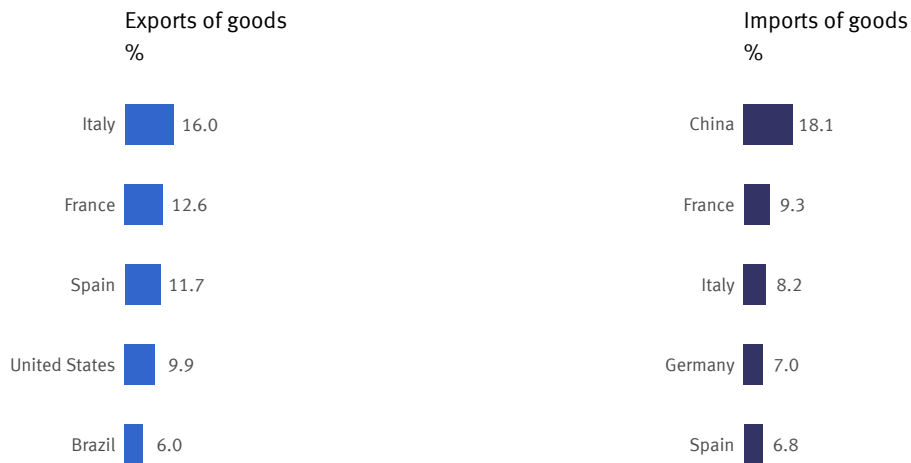 Exports of goods
%
Italy 16.0
France 12.6
Spain 11.7
United States 9.9
Brazil 6.0
Imports of goods
%
China 18.1
France 9.3
Italy 8.2
Germany 7.0
Spain 6.8